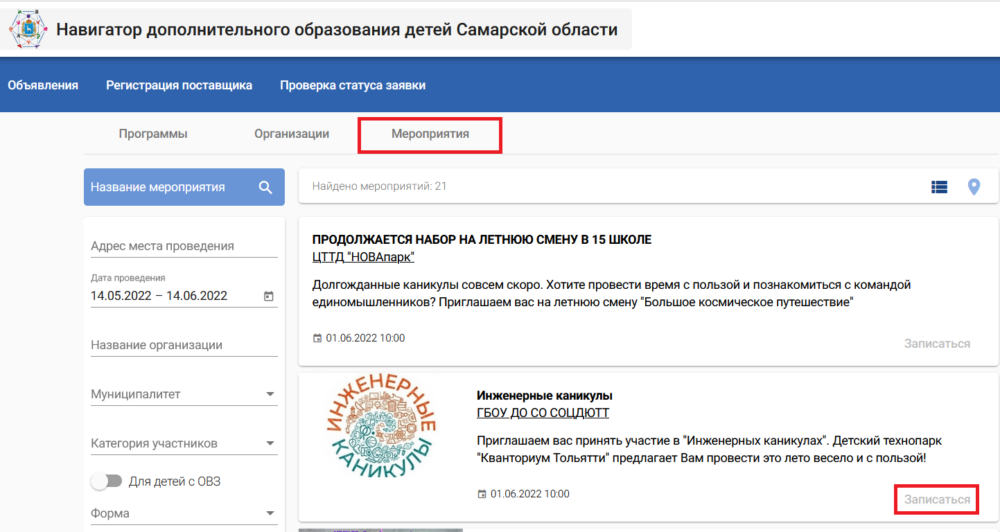 Навигатор дополнительного образования детей Самарской области
Объявления Регистрация поставщика Проверка статуса заявки
Программы Организации Мероприятия
Название мероприятия
Найдено мероприятий: 21
Адрес места проведения
Дата проведения
14.05.2022 – 14.06.2022
Название организации
Муниципалитет
Категория участников
Для детей с ОВЗ
Форма
ПРОДОЛЖАЕТСЯ НАБОР НА ЛЕТНЮЮ СМЕНУ В 15 ШКОЛЕ
ЦТТД "НОВАпарк"
Долгожданные каникулы совсем скоро. Хотите провести время с пользой и познакомиться с командой
единомышленников? Приглашаем вас на летнюю смену "Большое космическое путешествие"
01.06.2022 10:00
Записаться
ИНЖЕНЕРНЫЕ
КАНИКУЛЫ
Инженерные каникулы
ГБОУ ДО СО СОЦДЮТТ
Приглашаем вас принять участие в "Инженерных каникулах". Детский технопарк
"Кванториум Тольятти" предлагает Вам провести это лето весело и с пользой!
01.06.2022 10:00
Записаться